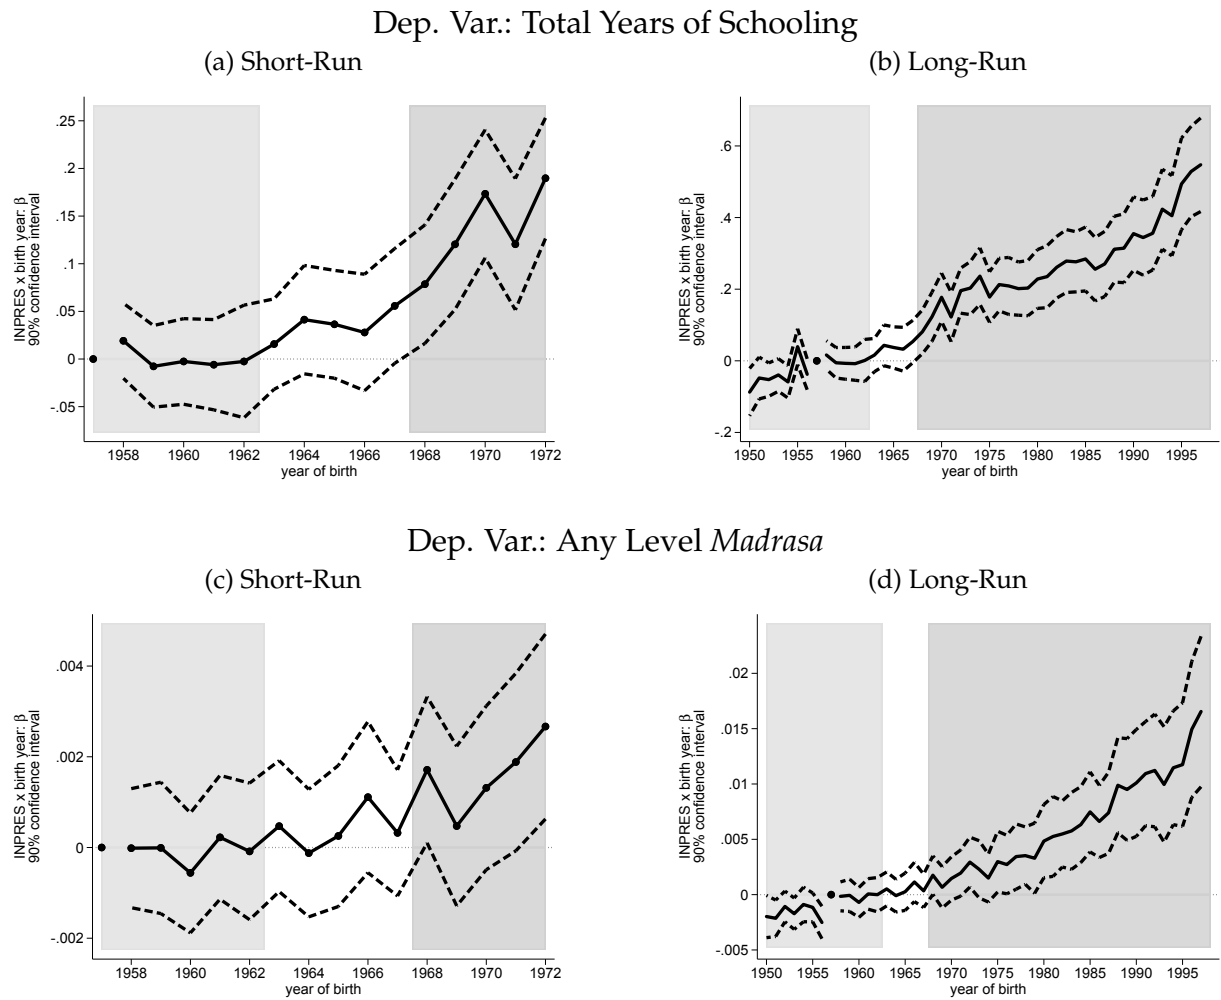 Dep. Var.: Total Years of Schooling
(a) Short-Run
INPRES x birth year: β
90% confidence interval
.25
.2
.15
.1
.05
0
-.05
1958 1960 1962 1964 1966 1968 1970 1972
year of birth
(b) Long-Run
INPRES x birth year: β
90% confidence interval
.6
.4
.2
0
-.2
1950 1955 1960 1965 1970 1975 1980 1985 1990 1995
year of birth
Dep. Var.: Any Level Madrasa
(c) Short-Run
INPRES x birth year: β
90% confidence interval
.004
.002
0
-.002
1958 1960 1962 1964 1966 1968 1970 1972
year of birth
(d) Long-Run
INPRES x birth year: β
90% confidence interval
.02
.015
.01
.005
0
-.005
1950 1955 1960 1965 1970 1975 1980 1985 1990 1995
year of birth